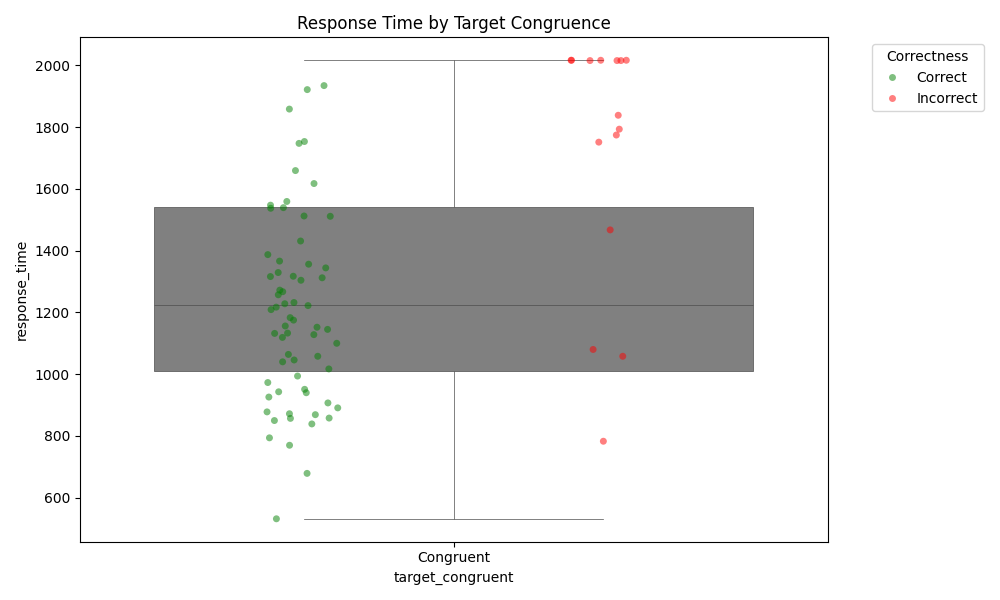 Response Time by Target Congruence
Correctness
Correct
Incorrect
2000
1800
1600
1400
1200
1000
800
600
response_time
Congruent
target_congruent